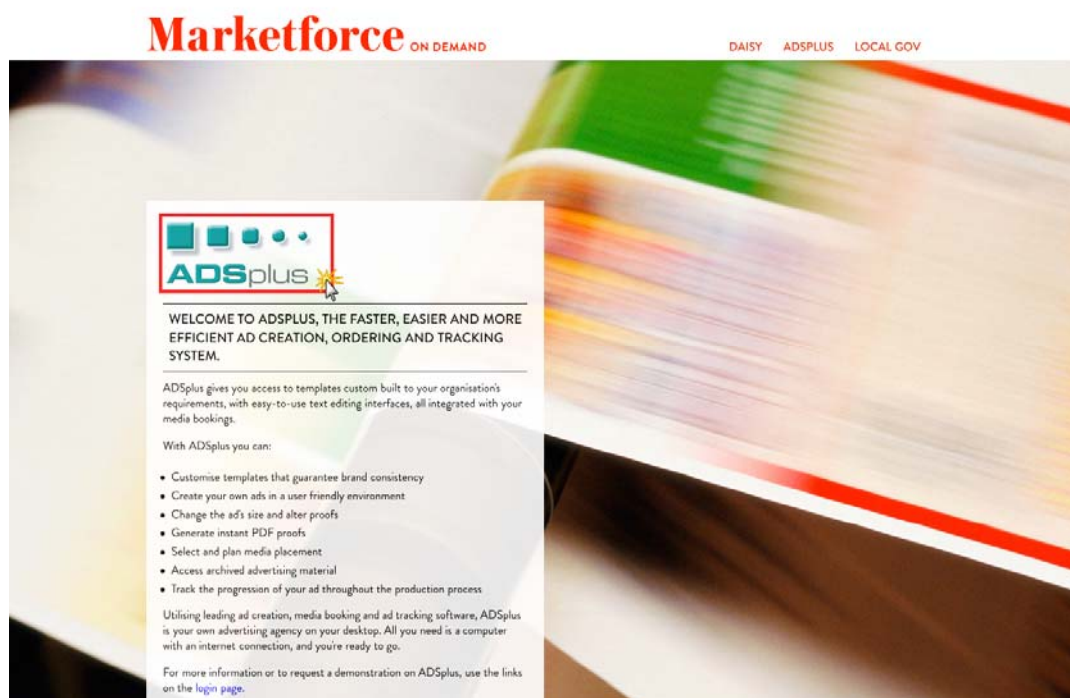 Marketforce ON DEMAND
DAISY ADSPLUS LOCAL GOV
ADSplus
WELCOME TO ADSPLUS, THE FASTER, EASIER AND MORE
EFFICIENT AD CREATION, ORDERING AND TRACKING
SYSTEM.
ADSplus gives you access to templates custom built to your organisation's
requirements, with easy-to-use text editing interfaces, all integrated with your
media bookings.
With ADSplus you can:
• Customise templates that guarantee brand consistency
• Create your own ads in a user friendly environment
• Change the ad's size and alter proofs
• Generate instant PDF proofs
• Select and plan media placement
• Access archived advertising material
• Track the progression of your ad throughout the production process
Utilising leading ad creation, media booking and ad tracking software, ADSplus
is your own advertising agency on your desktop. All you need is a computer
with an internet connection, and you're ready to go.
For more information or to request a demonstration on ADSplus, use the links
on the login page.